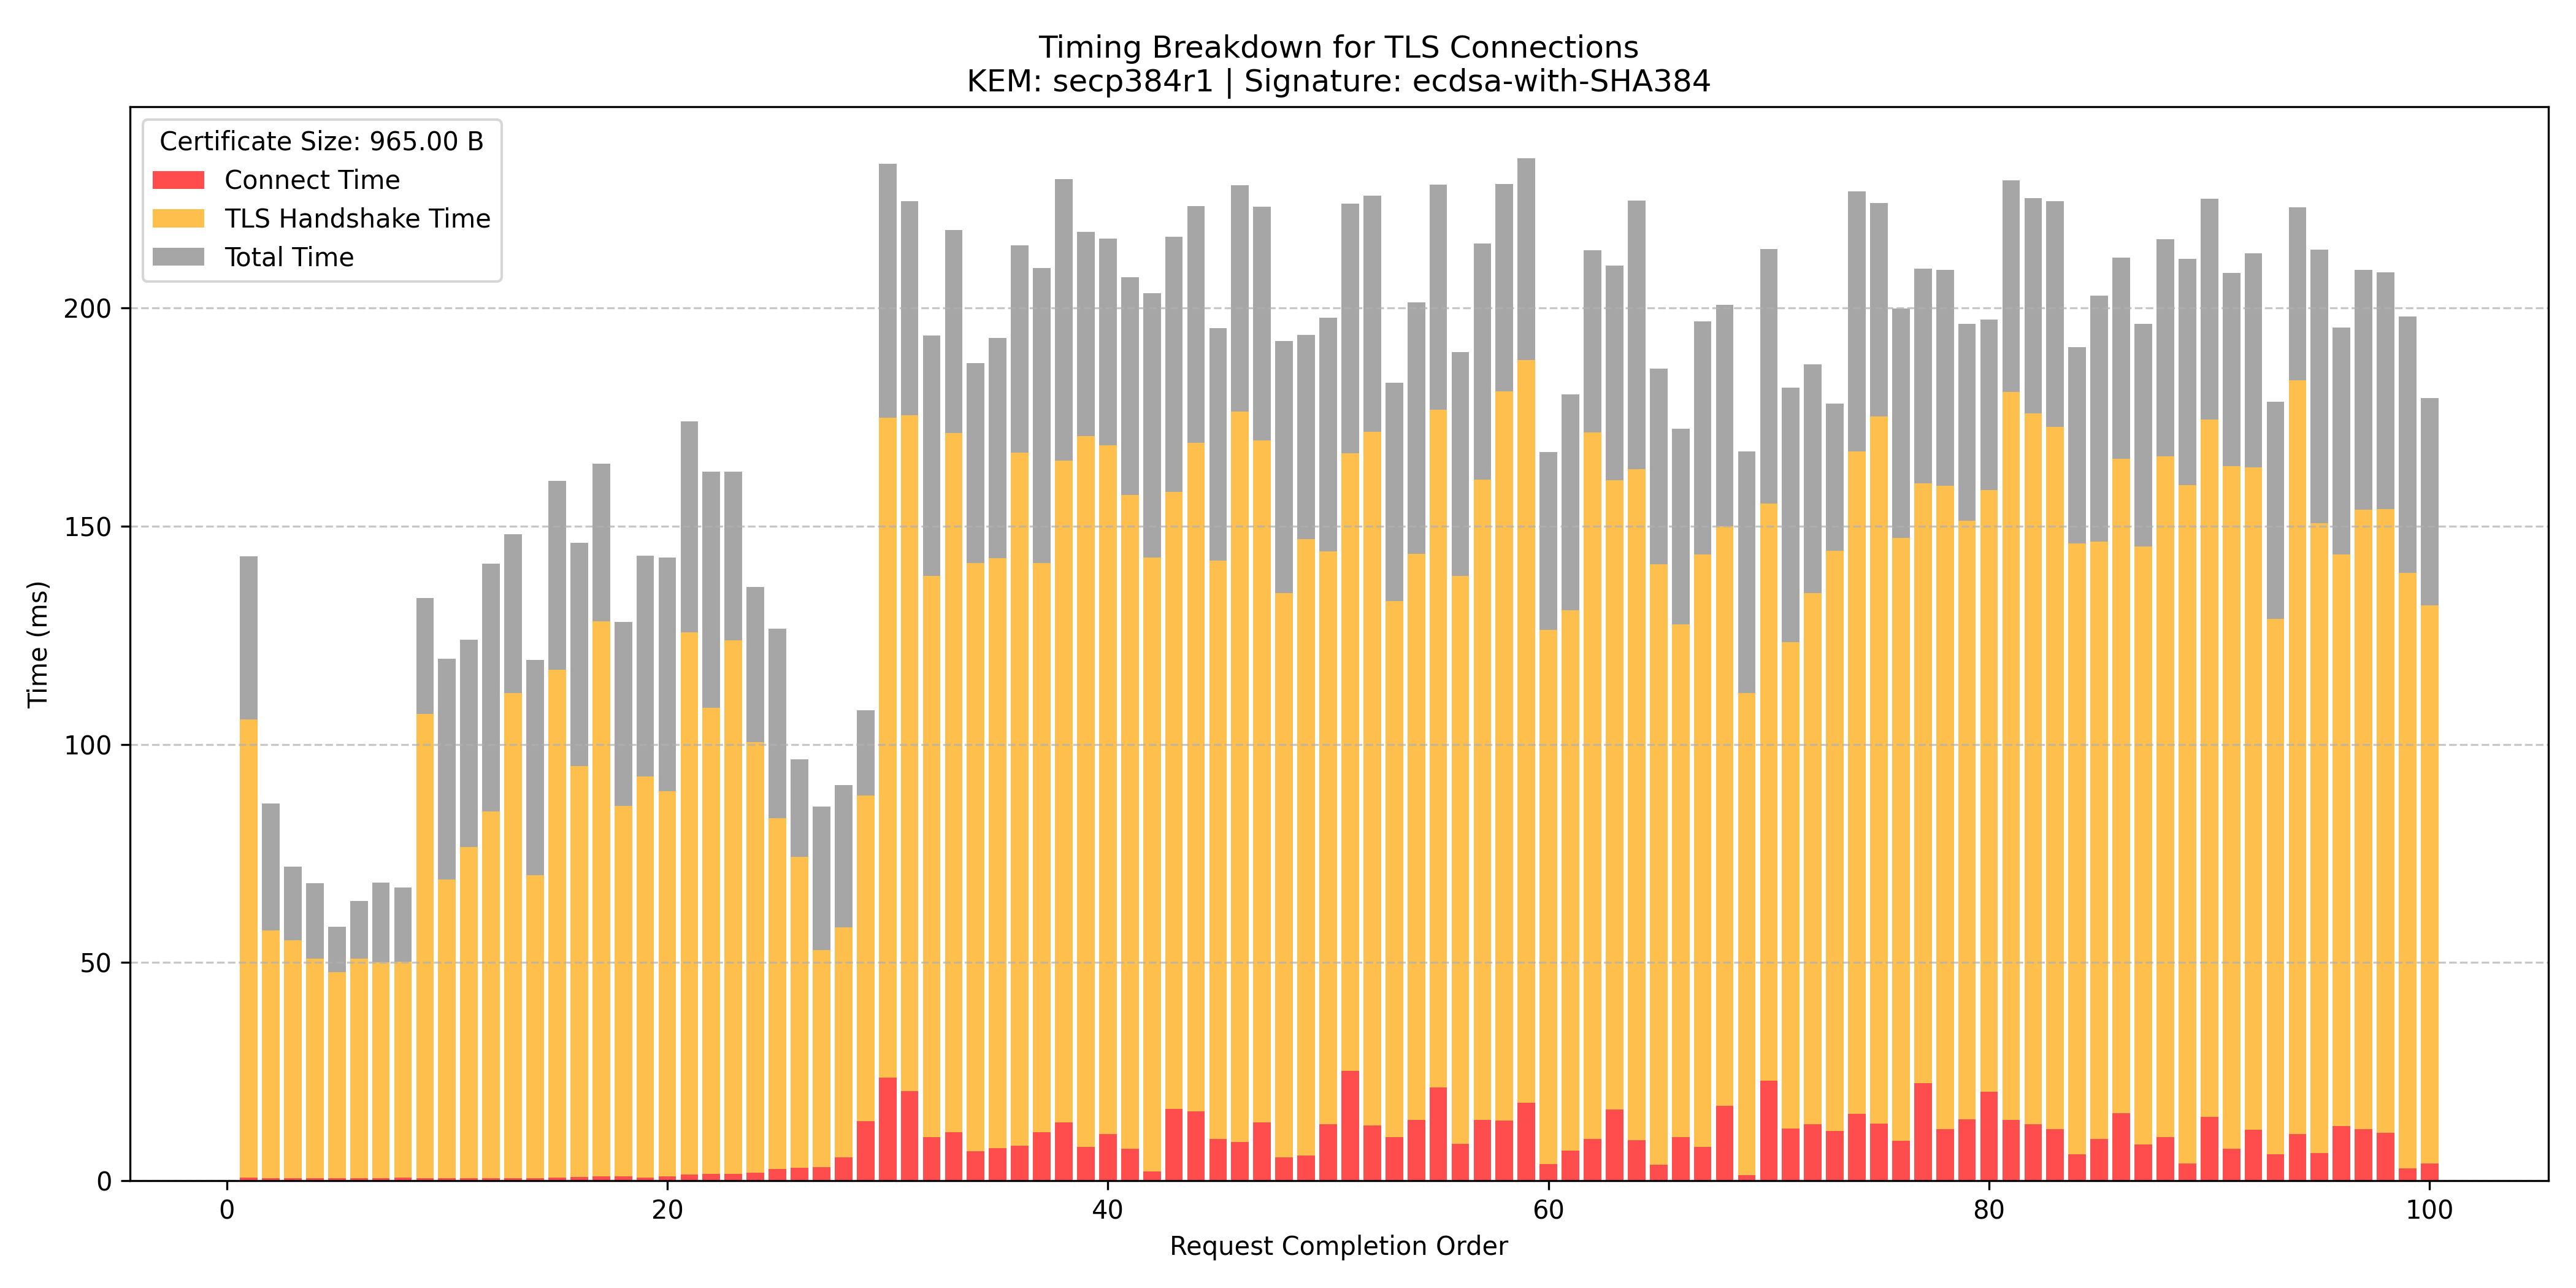 Timing Breakdown for TLS Connections
KEM: secp384r1 | Signature: ecdsa-with-SHA384
Certificate Size: 965.00 B
Connect Time
TLS Handshake Time
Total Time
Time (ms)
200
150
100
50
0
0 20 40 60 80 100
Request Completion Order